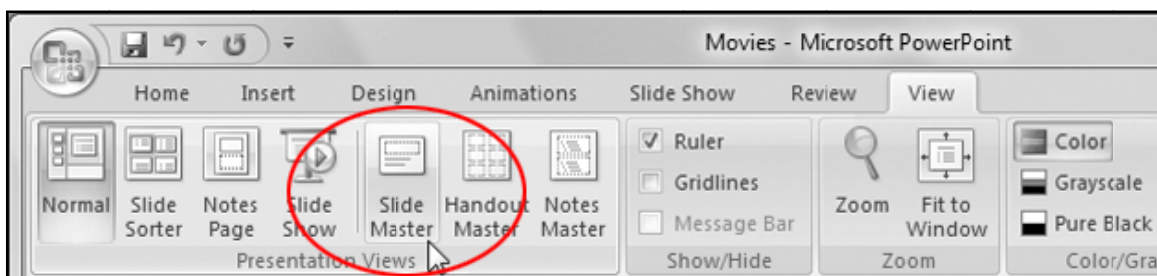 Movies - Microsoft PowerPoint
Home Insert Design Animations Slide Show Review View
Normal
Slide Sorter
Notes Page
Slide Show
Slide Master
Handout Master
Notes Master
Presentation Views
Ruler
Gridlines
Message Bar
Show/Hide
Zoom
Fit to Window
Zoom
Color
Grayscale
Pure Black
Color/Gra